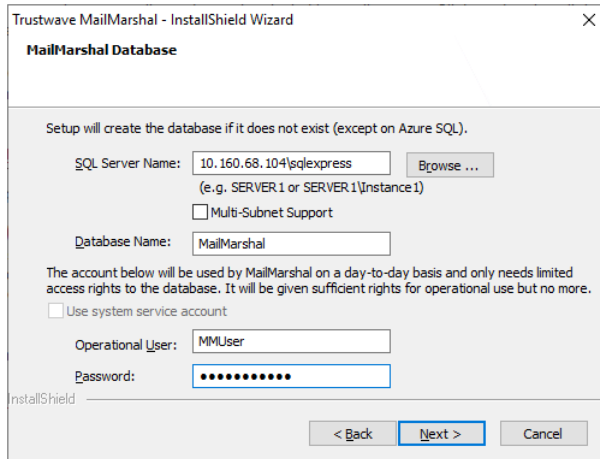 Trustwave MailMarshal - InstallShield Wizard
MailMarshal Database
Setup will create the database if it does not exist (except on Azure SQL).
SQL Server Name: 10.160.68.104\sqlexpress Browse ...
(e.g. SERVER1 or SERVER1\Instance1)
Multi-Subnet Support
Database Name: MailMarshal
The account below will be used by MailMarshal on a day-to-day basis and only needs limited
access rights to the database. It will be given sufficient rights for operational use but no more.
Use system service account
Operational User: MMUser
Password: •••••••••••
InstallShield
< Back Next > Cancel